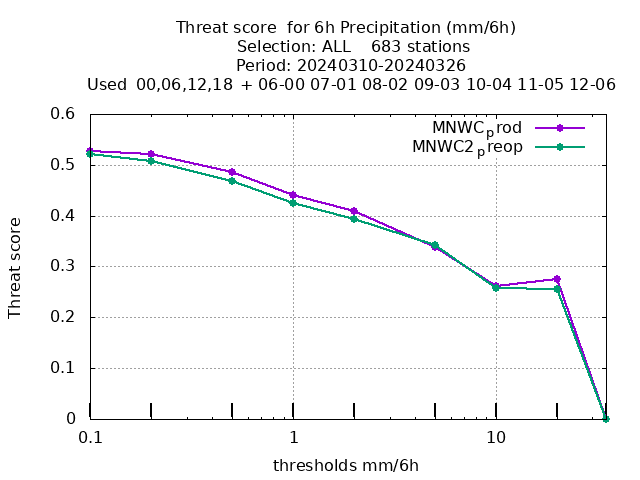 Threat score  for 6h Precipitation (mm/6h)
Selection: ALL    683 stations
Period: 20240310-20240326
Used  00,06,12,18  + 06-00 07-01 08-02 09-03 10-04 11-05 12-06
0.6
0.5
0.4
0.3
0.2
0.1
0
Threat score
MNWCprod
MNWC2preop
0.1
1
10
thresholds mm/6h